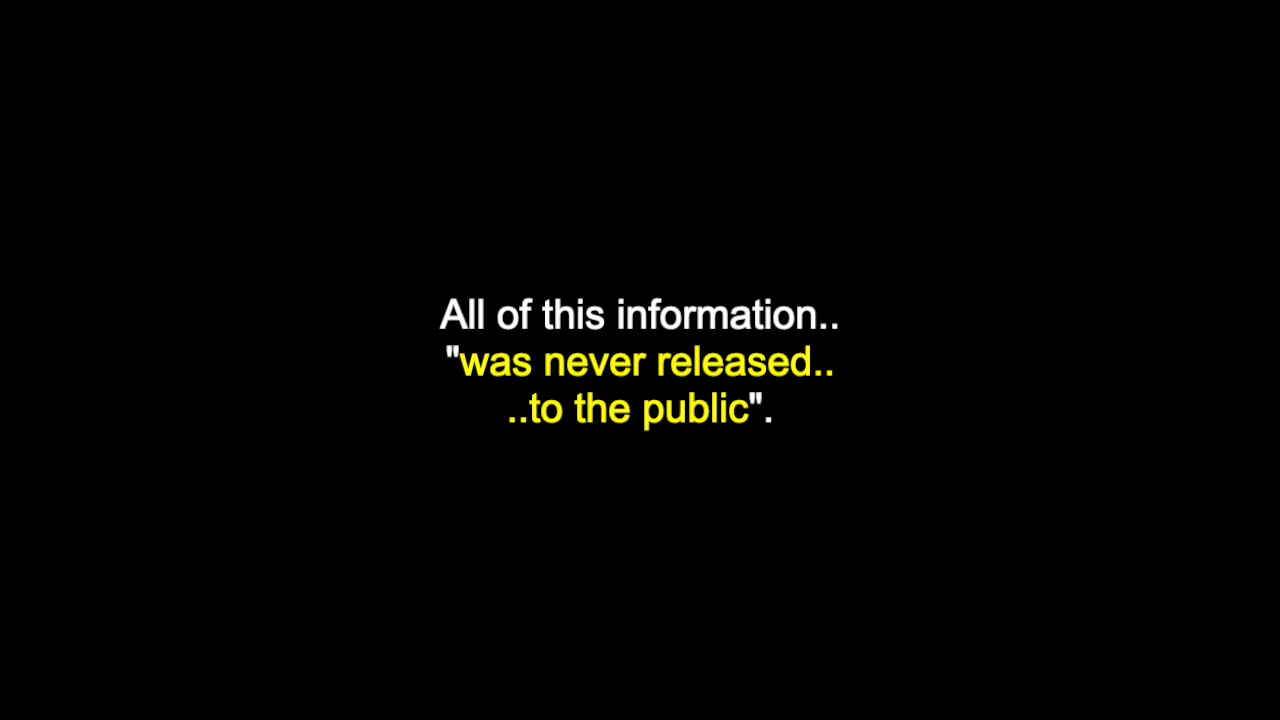 All of this information..
"was never released..
..to the public".